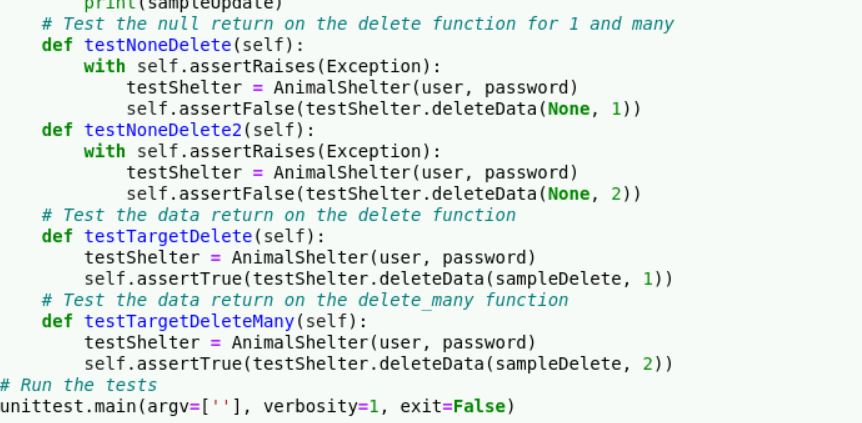 print(sampleUpdate)
    # Test the null return on the delete function for 1 and many
    def testNoneDelete(self):
        with self.assertRaises(Exception):
            testShelter = AnimalShelter(user, password)
            self.assertFalse(testShelter.deleteData(None, 1))
    def testNoneDelete2(self):
        with self.assertRaises(Exception):
            testShelter = AnimalShelter(user, password)
            self.assertFalse(testShelter.deleteData(None, 2))
    # Test the data return on the delete function
    def testTargetDelete(self):
        testShelter = AnimalShelter(user, password)
        self.assertTrue(testShelter.deleteData(sampleDelete, 1))
    # Test the data return on the delete_many function
    def testTargetDeleteMany(self):
        testShelter = AnimalShelter(user, password)
        self.assertTrue(testShelter.deleteData(sampleDelete, 2))
# Run the tests
unittest.main(argv=[''], verbosity=1, exit=False)